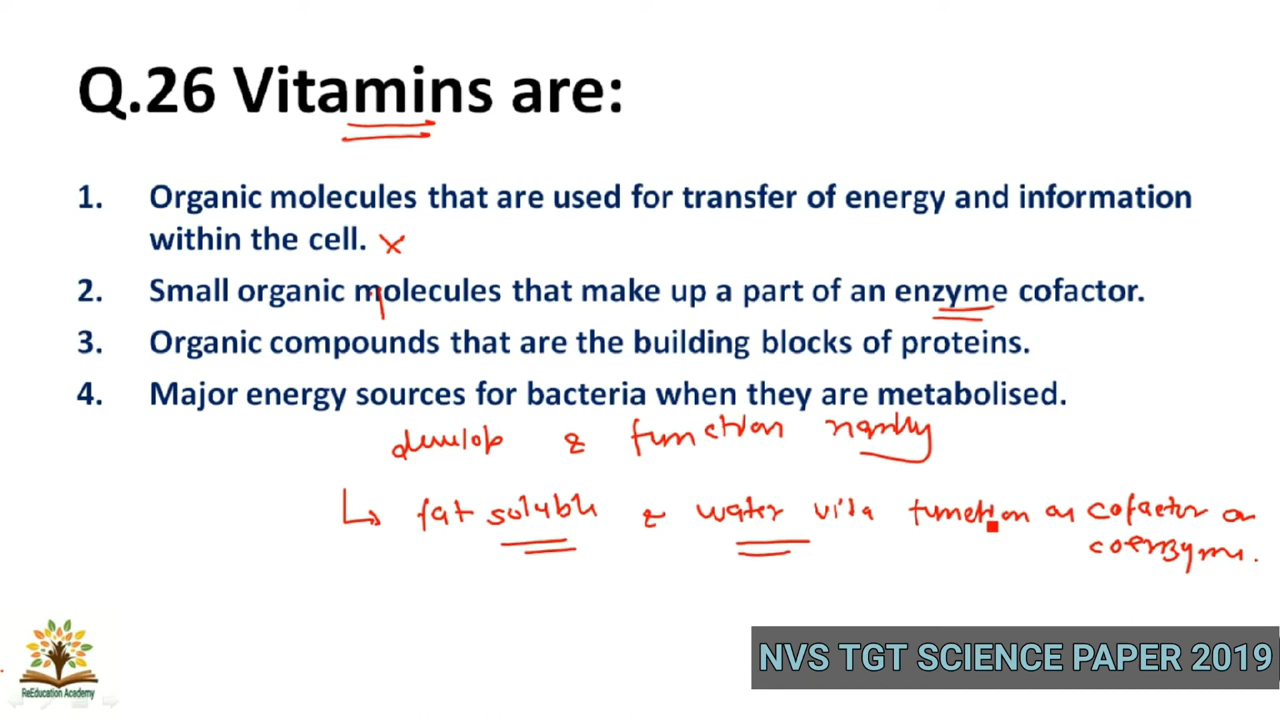 Q.26 Vitamins are:
1. Organic molecules that are used for transfer of energy and information
within the cell. x
2. Small organic molecules that make up a part of an enzyme cofactor.
3. Organic compounds that are the building blocks of proteins.
4. Major energy sources for bacteria when they are metabolised.
develop & function
↳ fat soluble & water vita function as cofactor or
coenzyme.
ReEducation Academy
NVS TGT SCIENCE PAPER 2019